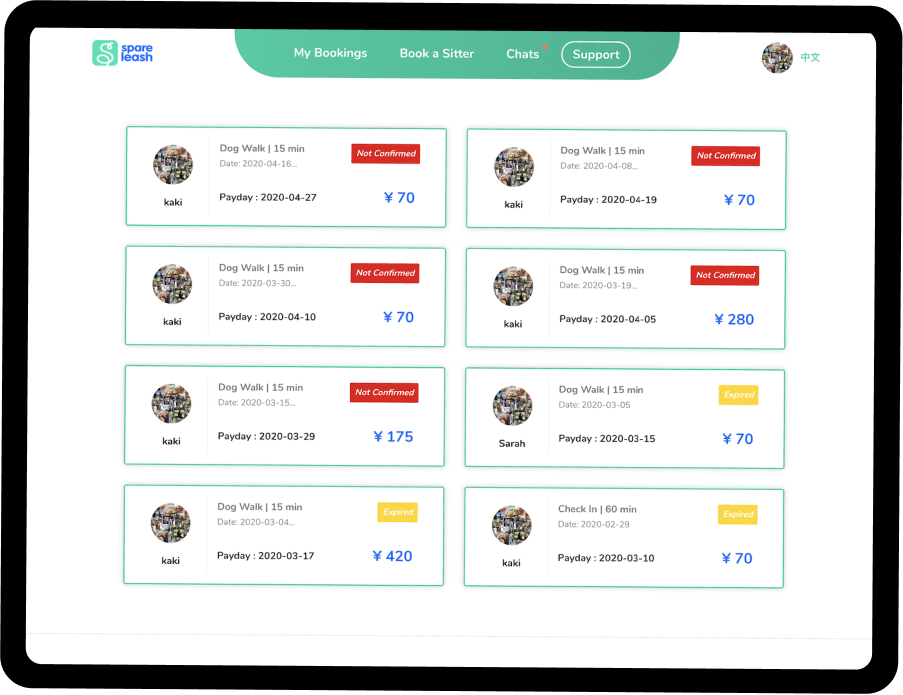 spare
leash
My Bookings
Book a Sitter
Chats
Support
中文
Dog Walk | 15 min
Not Confirmed
Date: 2020-04-16...
kaki
Payday : 2020-04-27
¥ 70
Dog Walk | 15 min
Not Confirmed
Date: 2020-04-08...
kaki
Payday : 2020-04-19
¥ 70
Dog Walk | 15 min
Not Confirmed
Date: 2020-03-30...
kaki
Payday : 2020-04-10
¥ 70
Dog Walk | 15 min
Not Confirmed
Date: 2020-03-19...
kaki
Payday : 2020-04-05
¥ 280
Dog Walk | 15 min
Not Confirmed
Date: 2020-03-15...
kaki
Payday : 2020-03-29
¥ 175
Dog Walk | 15 min
Expired
Date: 2020-03-05
Sarah
Payday : 2020-03-15
¥ 70
Dog Walk | 15 min
Expired
Date: 2020-03-04...
kaki
Payday : 2020-03-17
¥ 420
Check In | 60 min
Expired
Date: 2020-02-29
kaki
Payday : 2020-03-10
¥ 70